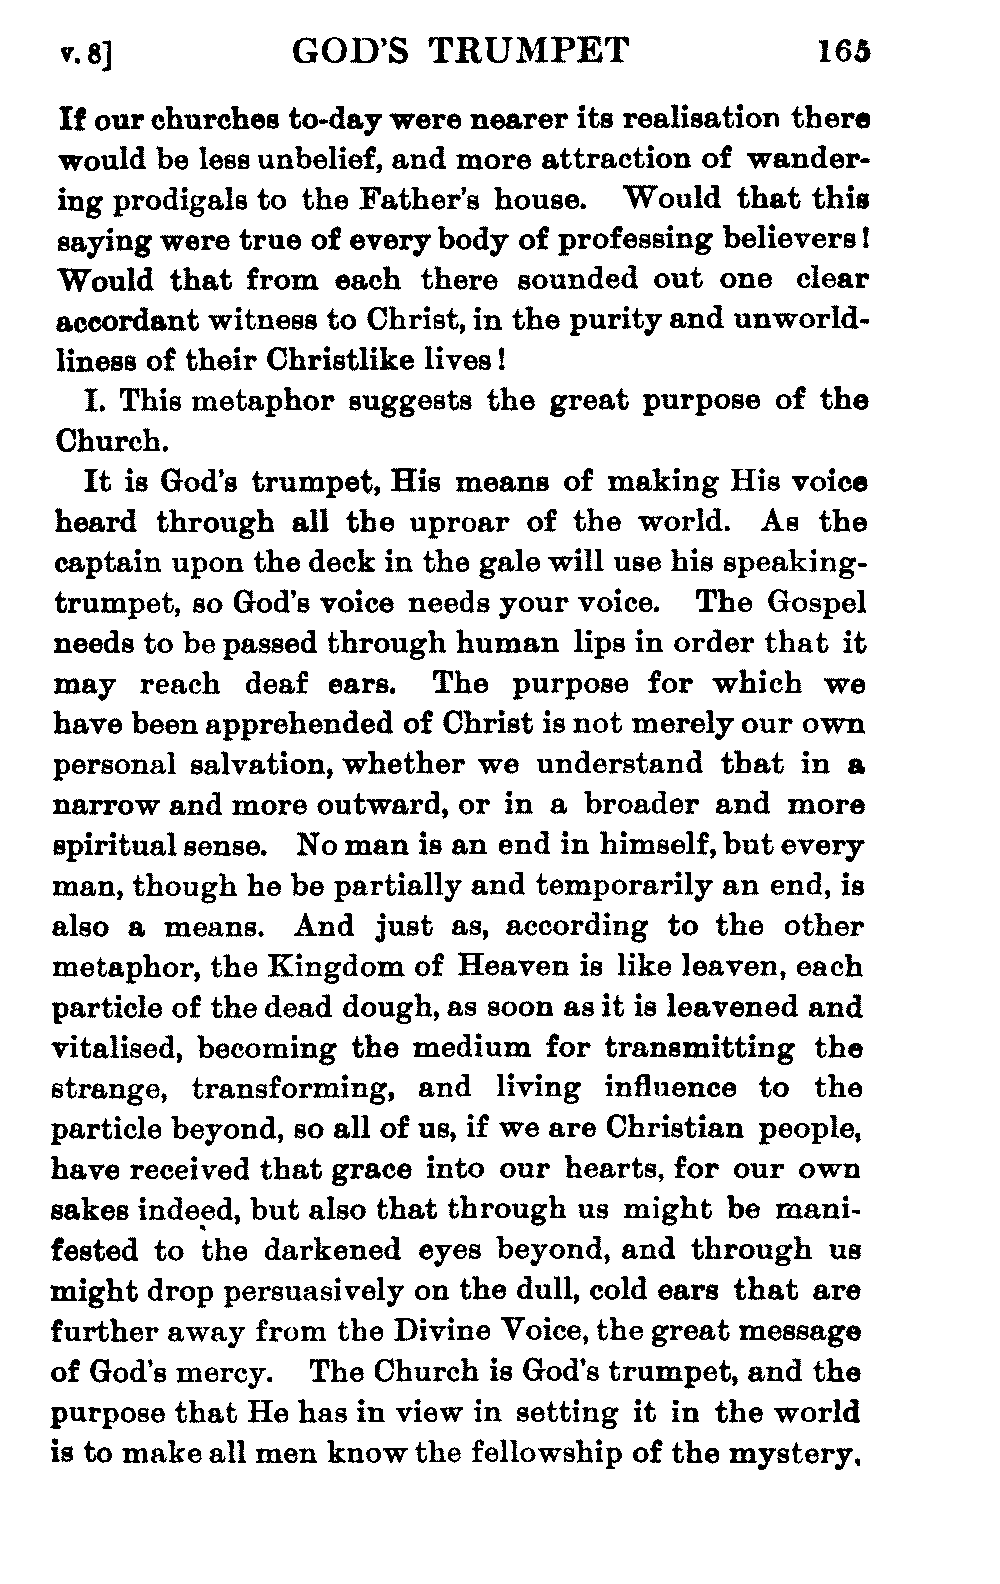 v. 8] GOD'S TRUMPET 165
If our churches to-day were nearer its realisation there
would be less unbelief, and more attraction of wander-
ing prodigals to the Father's house. Would that this
saying were true of every body of professing believers!
Would that from each there sounded out one clear
accordant witness to Christ, in the purity and unworld-
liness of their Christlike lives!
I. This metaphor suggests the great purpose of the
Church.
It is God's trumpet, His means of making His voice
heard through all the uproar of the world. As the
captain upon the deck in the gale will use his speaking-
trumpet, so God's voice needs your voice. The Gospel
needs to be passed through human lips in order that it
may reach deaf ears. The purpose for which we
have been apprehended of Christ is not merely our own
personal salvation, whether we understand that in a
narrow and more outward, or in a broader and more
spiritual sense. No man is an end in himself, but every
man, though he be partially and temporarily an end, is
also a means. And just as, according to the other
metaphor, the Kingdom of Heaven is like leaven, each
particle of the dead dough, as soon as it is leavened and
vitalised, becoming the medium for transmitting the
strange, transforming, and living influence to the
particle beyond, so all of us, if we are Christian people,
have received that grace into our hearts, for our own
sakes indeed, but also that through us might be mani-
fested to the darkened eyes beyond, and through us
might drop persuasively on the dull, cold ears that are
further away from the Divine Voice, the great message
of God's mercy. The Church is God's trumpet, and the
purpose that He has in view in setting it in the world
is to make all men know the fellowship of the mystery,